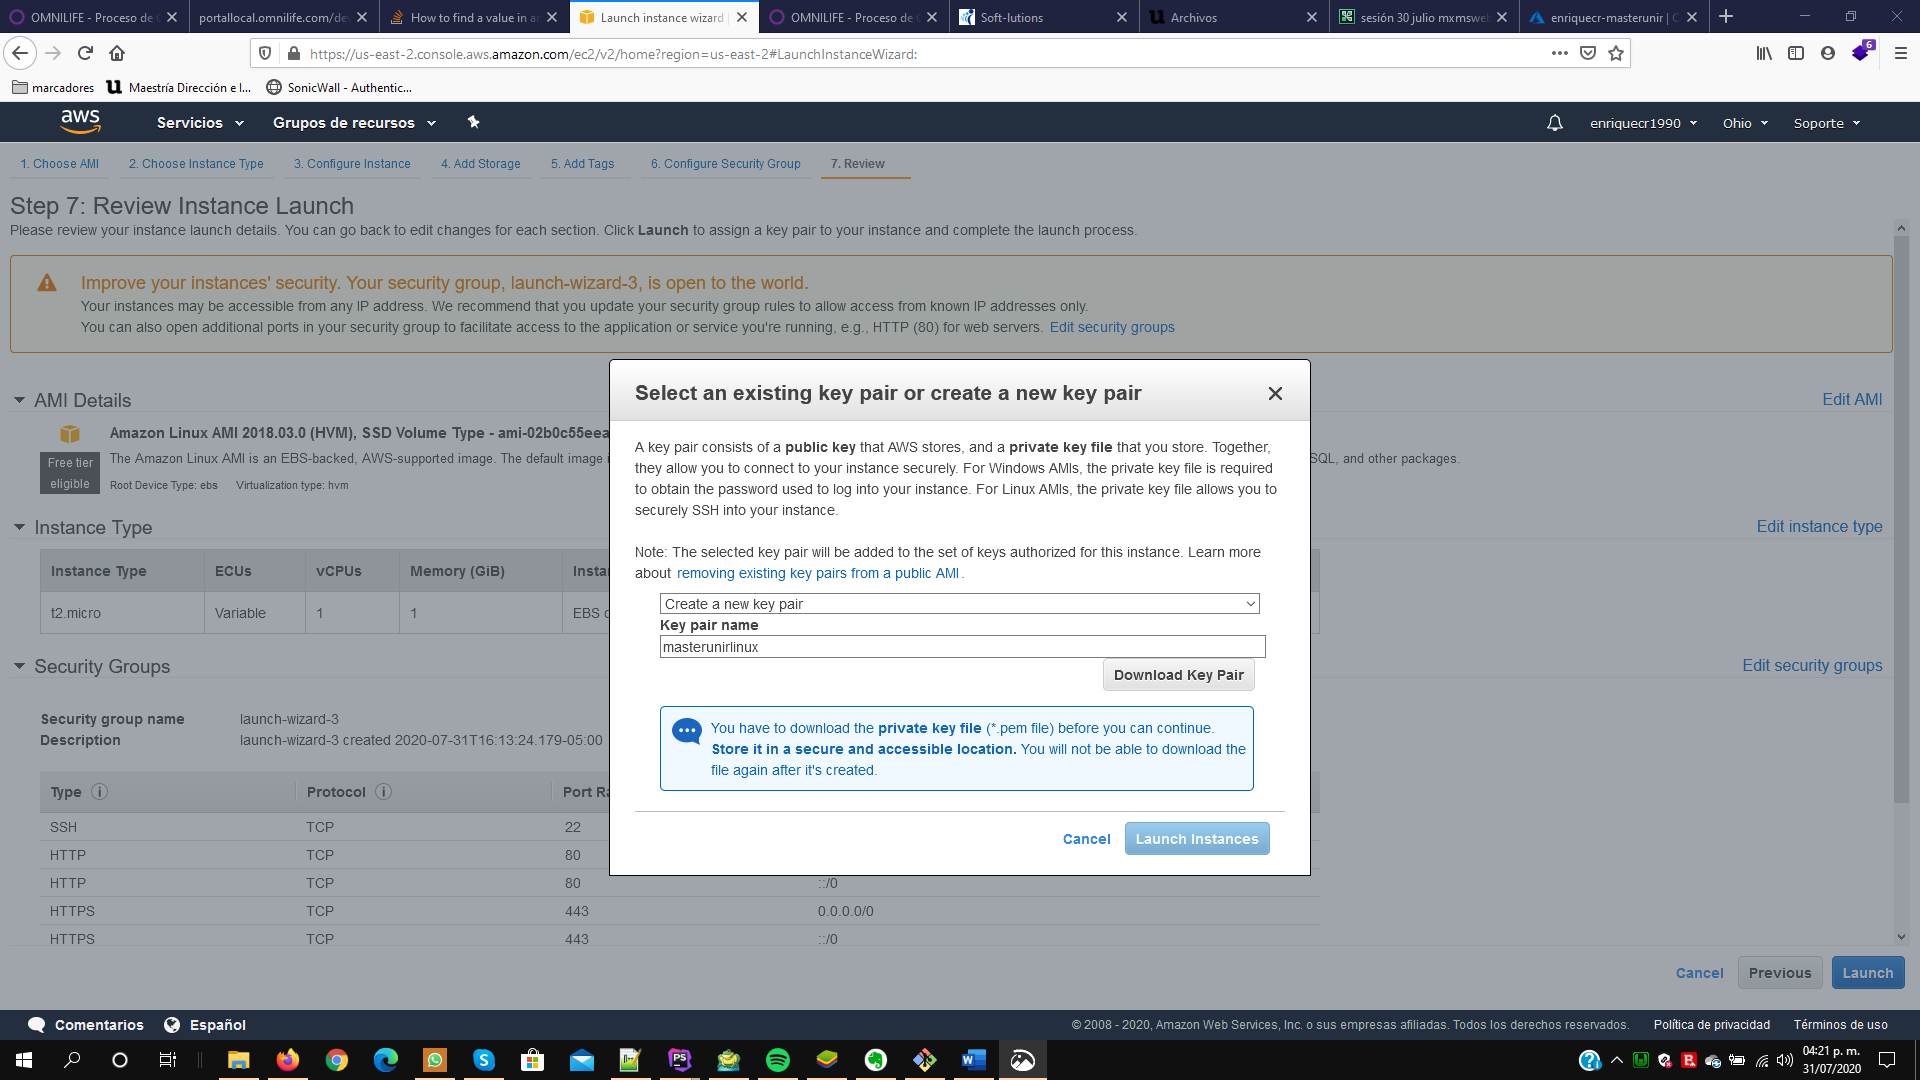 OMNILIFE - Proceso de
portallocal.omnilife.com/de
How to find a value in ar
Launch instance wizard |
OMNILIFE - Proceso de
Soft-lutions
Archivos
sesión 30 julio mxmswe
enriquecr-masterunir | C
https://us-east-2.console.aws.amazon.com/ec2/v2/home?region=us-east-2#LaunchInstanceWizard:
6
marcadores
Maestría Dirección e I...
SonicWall - Authentic...
aws
Servicios
Grupos de recursos
enriquecr1990
Ohio
Soporte
1. Choose AMI
2. Choose Instance Type
3. Configure Instance
4. Add Storage
5. Add Tags
6. Configure Security Group
7. Review
Step 7: Review Instance Launch
Please review your instance launch details. You can go back to edit changes for each section. Click Launch to assign a key pair to your instance and complete the launch process.
Improve your instances' security. Your security group, launch-wizard-3, is open to the world.
Your instances may be accessible from any IP address. We recommend that you update your security group rules to allow access from known IP addresses only.
You can also open additional ports in your security group to facilitate access to the application or service you're running, e.g., HTTP (80) for web servers. Edit security groups
AMI Details
Edit AMI
Amazon Linux AMI 2018.03.0 (HVM), SSD Volume Type - ami-02b0c55eea
Free tier eligible
The Amazon Linux AMI is an EBS-backed, AWS-supported image. The default image i
SQL, and other packages.
Root Device Type: ebs
Virtualization type: hvm
Instance Type
Edit instance type
Instance Type
ECUs
vCPUs
Memory (GiB)
Instan
t2.micro
Variable
1
1
EBS o
Security Groups
Edit security groups
Security group name
launch-wizard-3
Description
launch-wizard-3 created 2020-07-31T16:13:24.179-05:00
Type
Protocol
Port Ra
SSH
TCP
22
HTTP
TCP
80
HTTP
TCP
80
::/0
HTTPS
TCP
443
0.0.0.0/0
HTTPS
TCP
443
::/0
Select an existing key pair or create a new key pair
A key pair consists of a public key that AWS stores, and a private key file that you store. Together,
they allow you to connect to your instance securely. For Windows AMIs, the private key file is required
to obtain the password used to log into your instance. For Linux AMIs, the private key file allows you to
securely SSH into your instance.
Note: The selected key pair will be added to the set of keys authorized for this instance. Learn more
about removing existing key pairs from a public AMI.
Create a new key pair
Key pair name
masterunirlinux
Download Key Pair
You have to download the private key file (*.pem file) before you can continue.
Store it in a secure and accessible location. You will not be able to download the
file again after it's created.
Cancel
Launch Instances
Cancel
Previous
Launch
Comentarios
Español
© 2008 - 2020, Amazon Web Services, Inc. o sus empresas afiliadas. Todos los derechos reservados.
Política de privacidad
Términos de uso
04:21 p. m.
31/07/2020